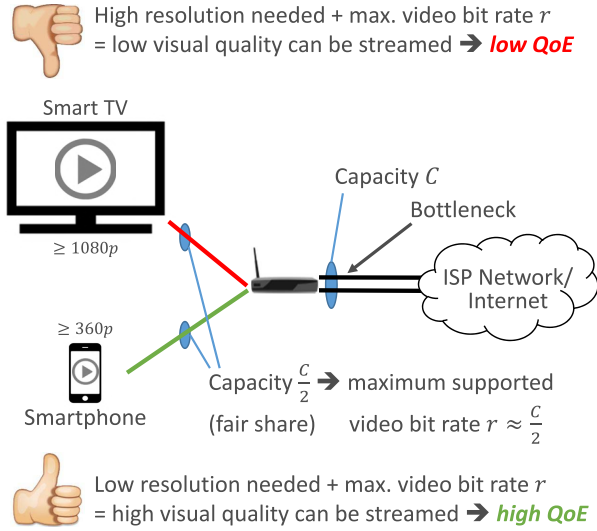 High resolution needed + max. video bit rate r
= low visual quality can be streamed ➔ low QoE
Smart TV
Capacity C
Bottleneck
≥ 1080p
ISP Network/
Internet
≥ 360p
Smartphone
Capacity C/2 ➔ maximum supported
(fair share) video bit rate r ≈ C/2
Low resolution needed + max. video bit rate r
= high visual quality can be streamed ➔ high QoE